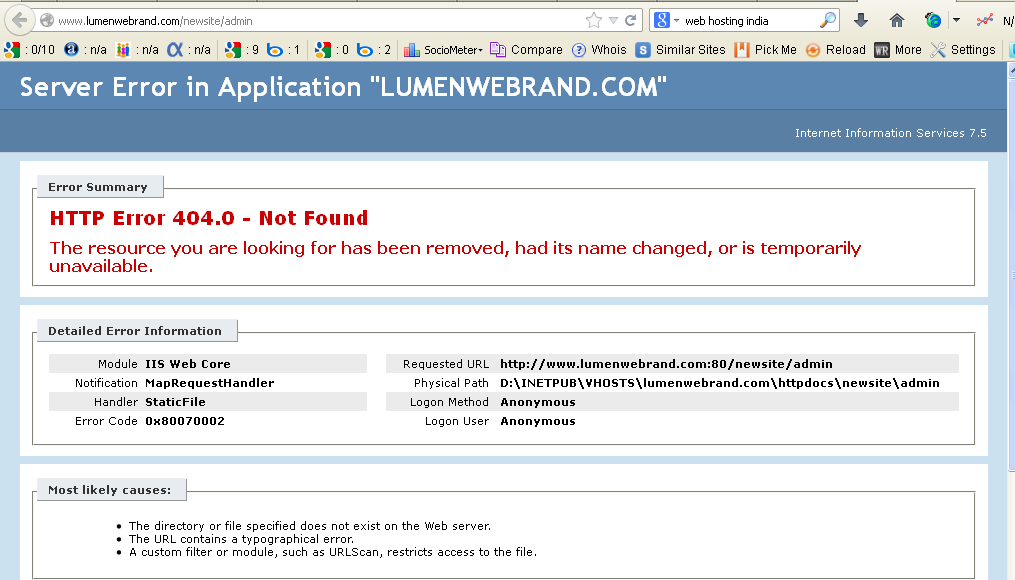 www.lumenwebrand.com/newsite/admin
8 web hosting india
N/
: 0/10 : n/a : n/a : n/a : 9 : 1 : 0 : 2 SocioMeter Compare ? Whois S Similar Sites Pick Me Reload WR More Settings
Server Error in Application "LUMENWEBRAND.COM"
Internet Information Services 7.5
Error Summary
HTTP Error 404.0 - Not Found
The resource you are looking for has been removed, had its name changed, or is temporarily
unavailable.
Detailed Error Information
Module IIS Web Core
Notification MapRequestHandler
Handler StaticFile
Error Code 0x80070002
Requested URL http://www.lumenwebrand.com:80/newsite/admin
Physical Path D:\INETPUB\VHOSTS\lumenwebrand.com\httpdocs\newsite\admin
Logon Method Anonymous
Logon User Anonymous
Most likely causes:
• The directory or file specified does not exist on the Web server.
• The URL contains a typographical error.
• A custom filter or module, such as URLScan, restricts access to the file.